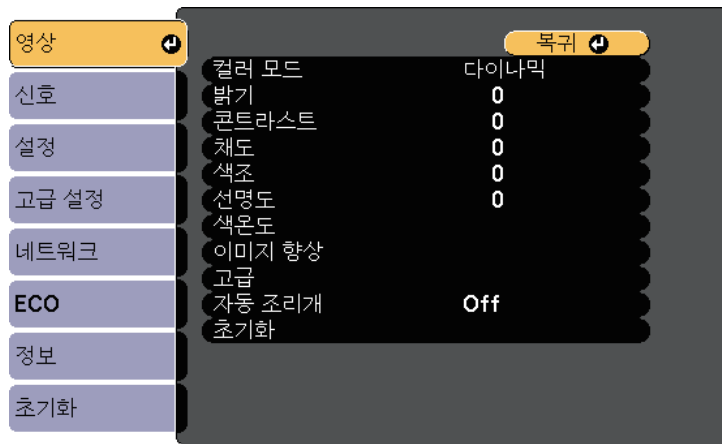 영상
신호
설정
고급 설정
네트워크
ECO
정보
초기화
복귀
컬러 모드 다이나믹
밝기 0
콘트라스트 0
채도 0
색조 0
선명도 0
색온도
이미지 향상
고급
자동 조리개 Off
초기화